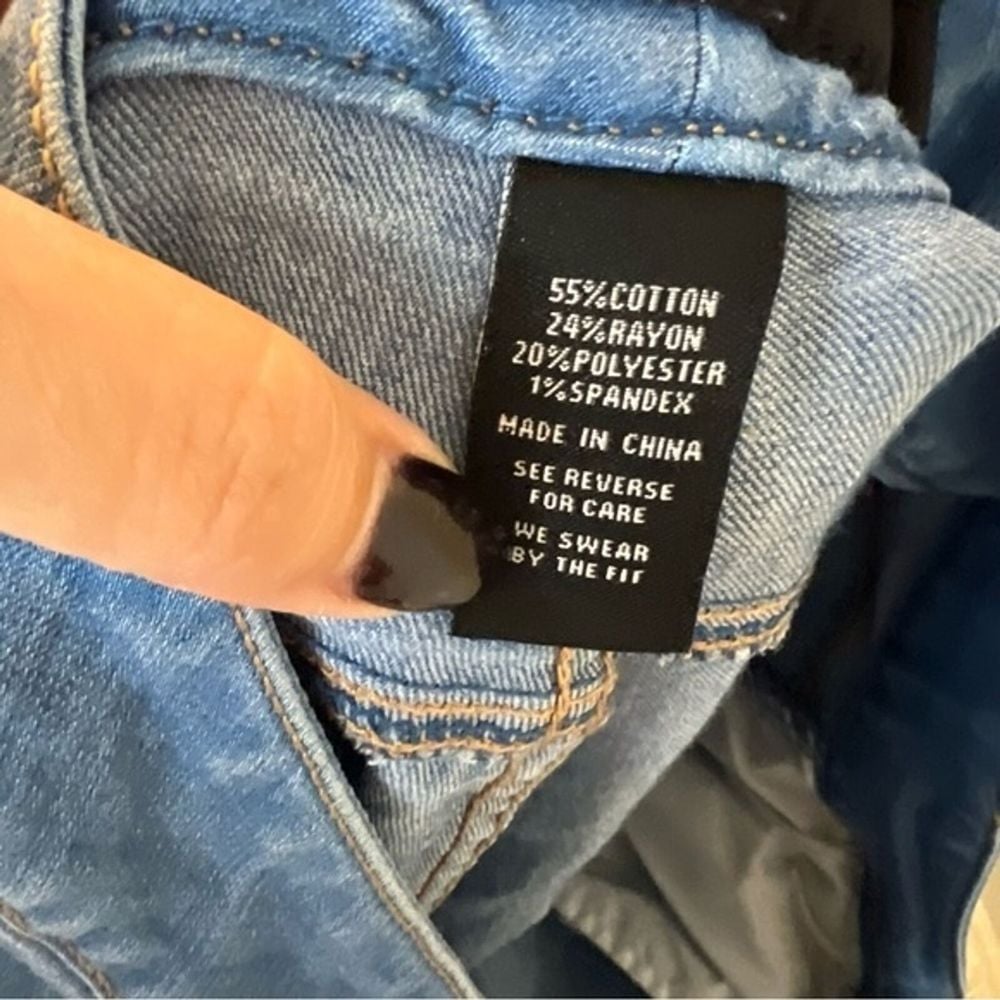 55%COTTON
24%RAYON
20%POLYESTER
1%SPANDEX
MADE IN CHINA
SEE REVERSE
FOR CARE
WE SWEAR
BY THE FIT